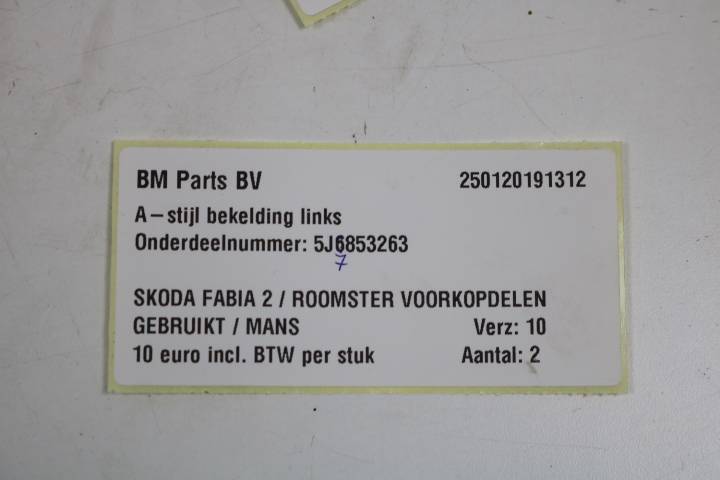 BM Parts BV 250120191312
A-stijl bekelding links
Onderdeelnummer: 5J6853263
7
SKODA FABIA 2 / ROOMSTER VOORKOPDELEN
GEBRUIKT / MANS Verz: 10
10 euro incl. BTW per stuk Aantal: 2